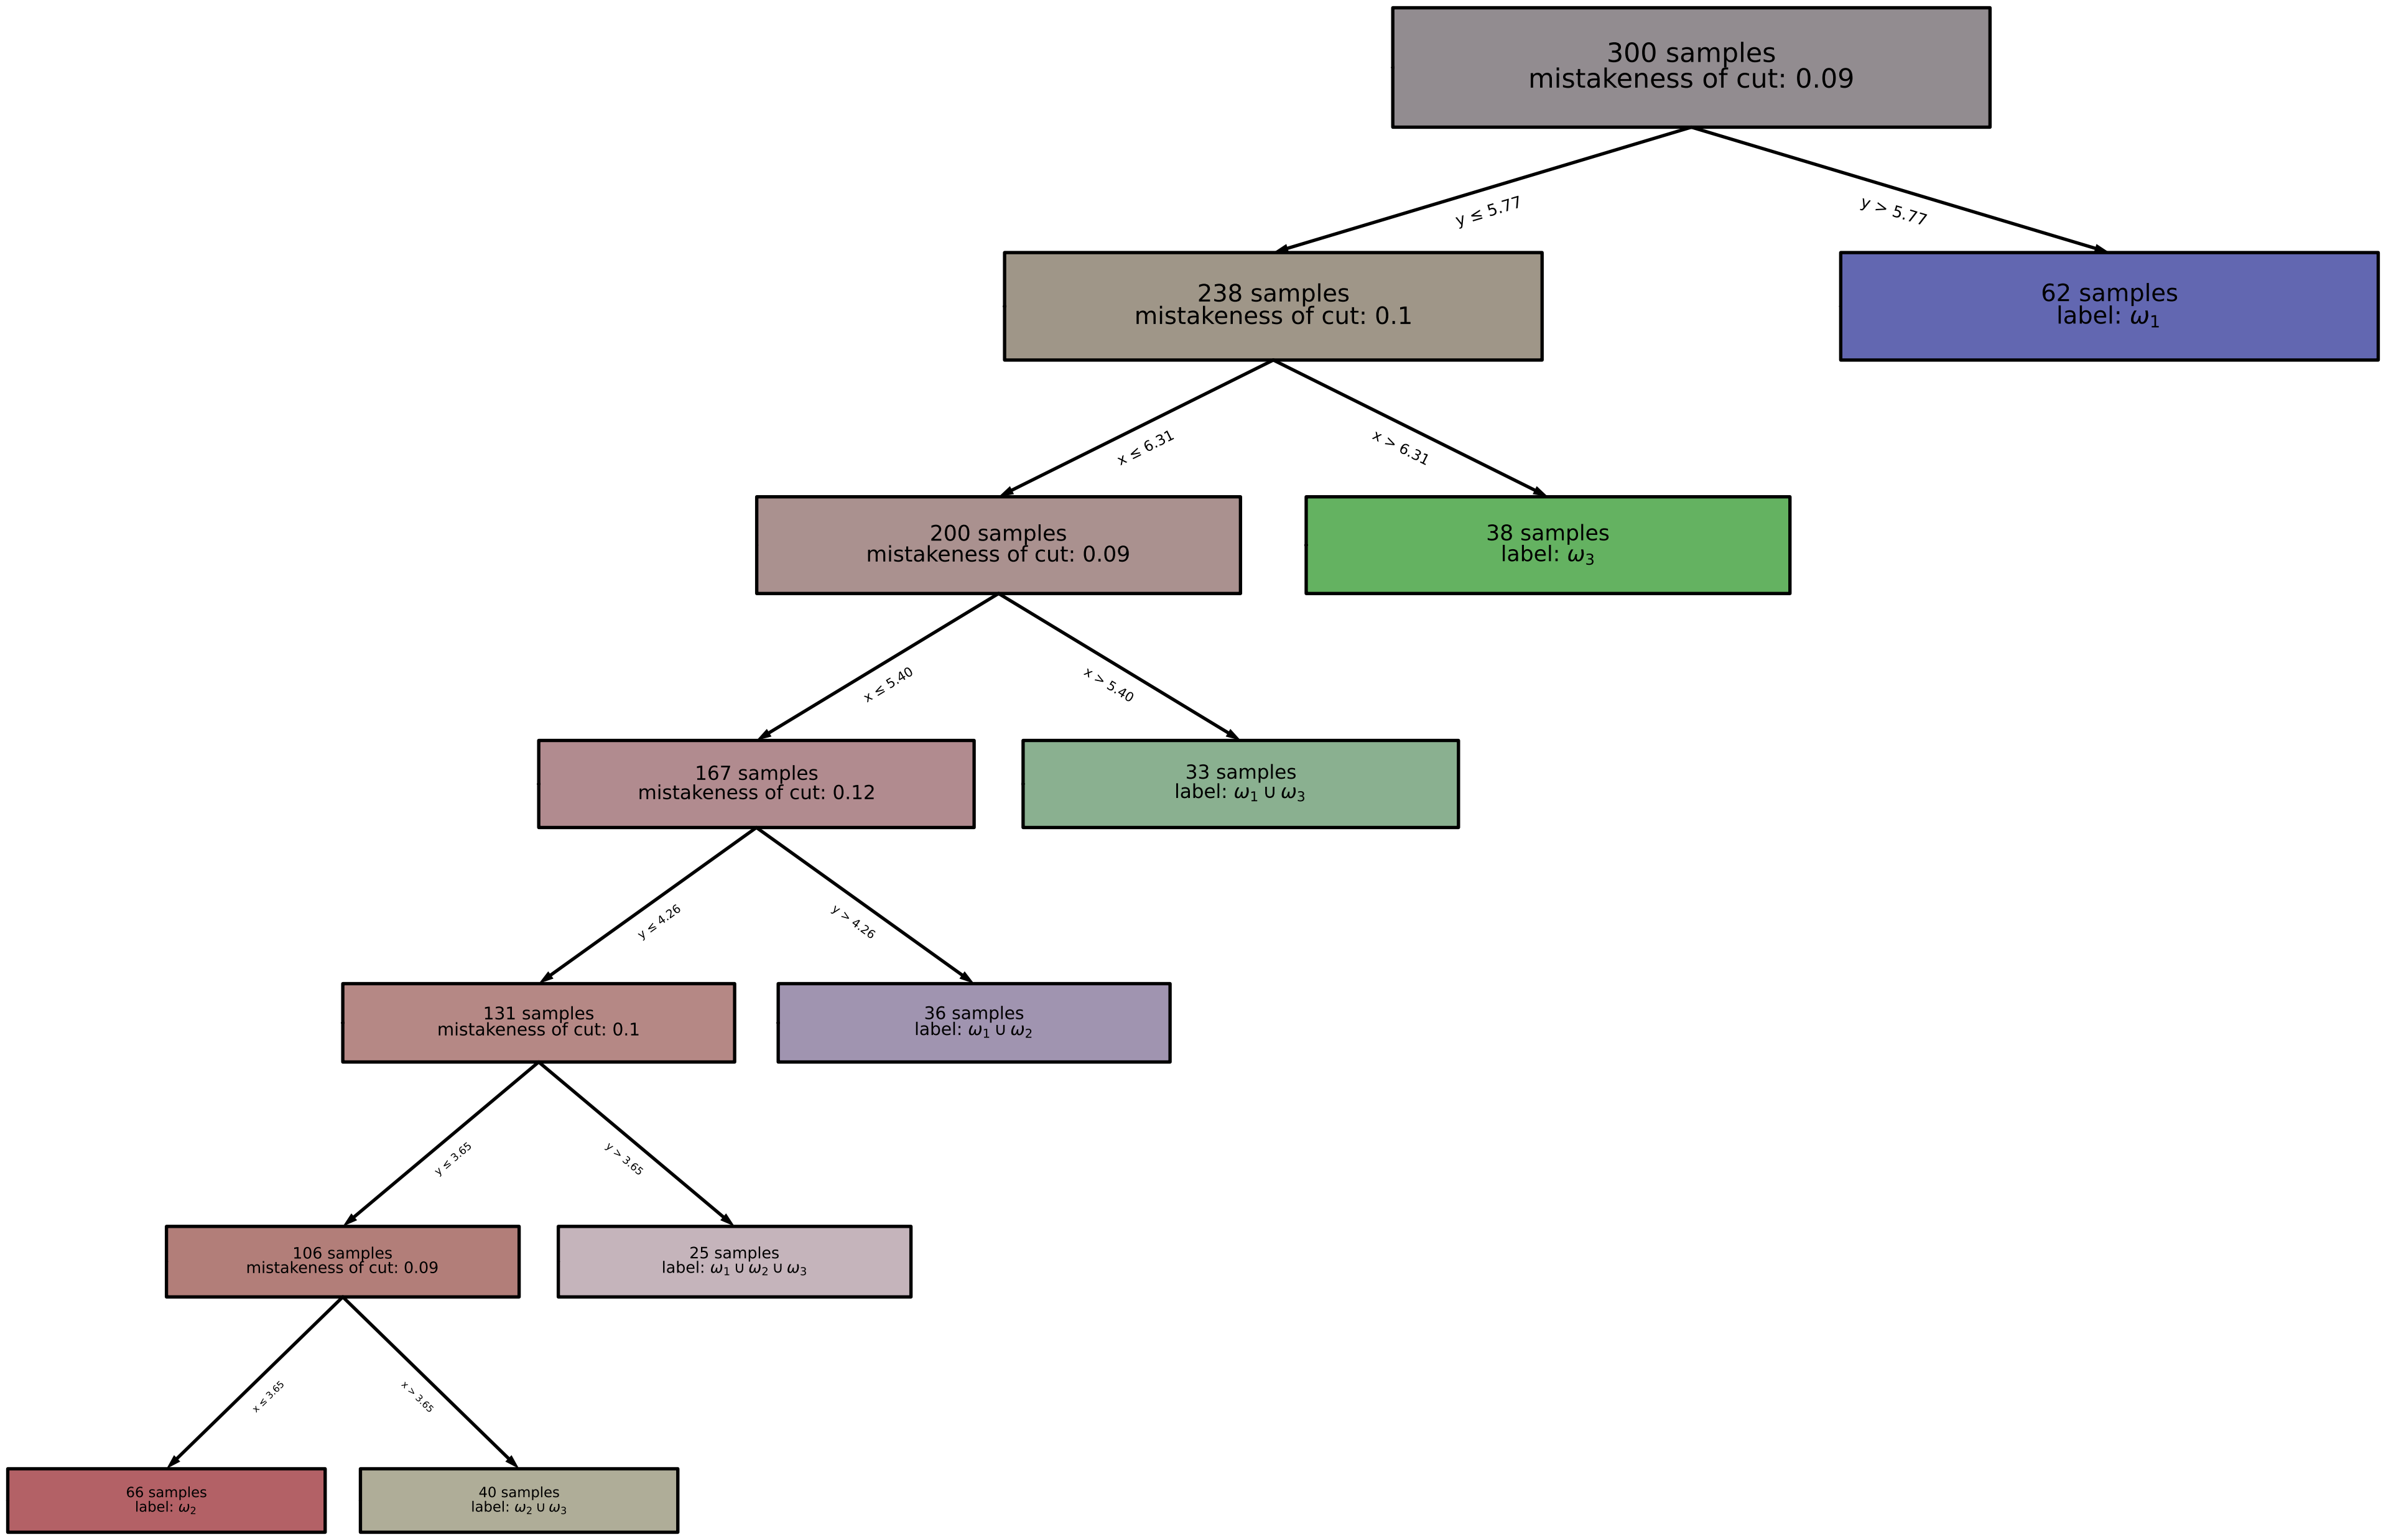 300 samples
mistakeness of cut: 0.09
y ≤ 5.77
y > 5.77
238 samples
mistakeness of cut: 0.1
62 samples
label: ω₁
x ≤ 6.31
x > 6.31
200 samples
mistakeness of cut: 0.09
38 samples
label: ω₃
x ≤ 5.40
x > 5.40
167 samples
mistakeness of cut: 0.12
33 samples
label: ω₁ ∪ ω₃
y ≤ 4.26
y > 4.26
131 samples
mistakeness of cut: 0.1
36 samples
label: ω₁ ∪ ω₂
y ≤ 3.65
y > 3.65
106 samples
mistakeness of cut: 0.09
25 samples
label: ω₁ ∪ ω₂ ∪ ω₃
x ≤ 3.65
x > 3.65
66 samples
label: ω₂
40 samples
label: ω₂ ∪ ω₃